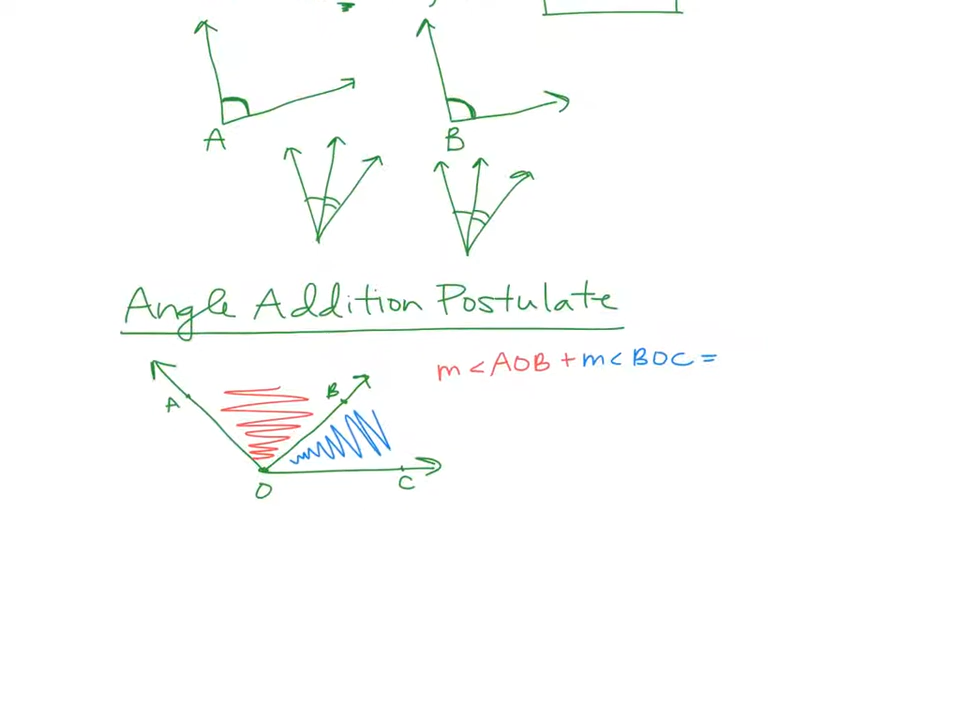 A
B
Angle Addition Postulate
m<AOB + m<BOC =
A
B
O
C